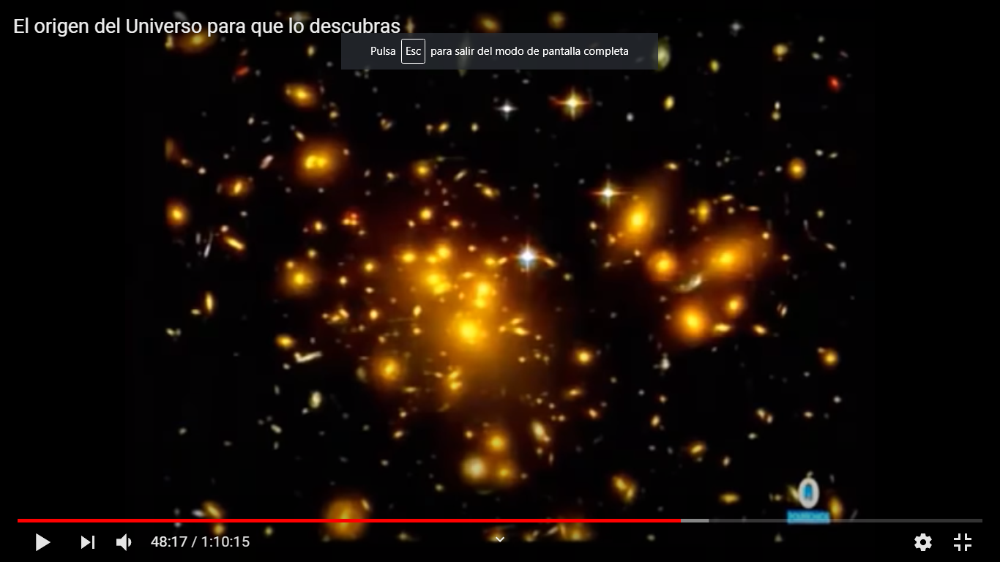 El origen del Universo para que lo descubras
Pulsa Esc para salir del modo de pantalla completa
48:17 / 1:10:15